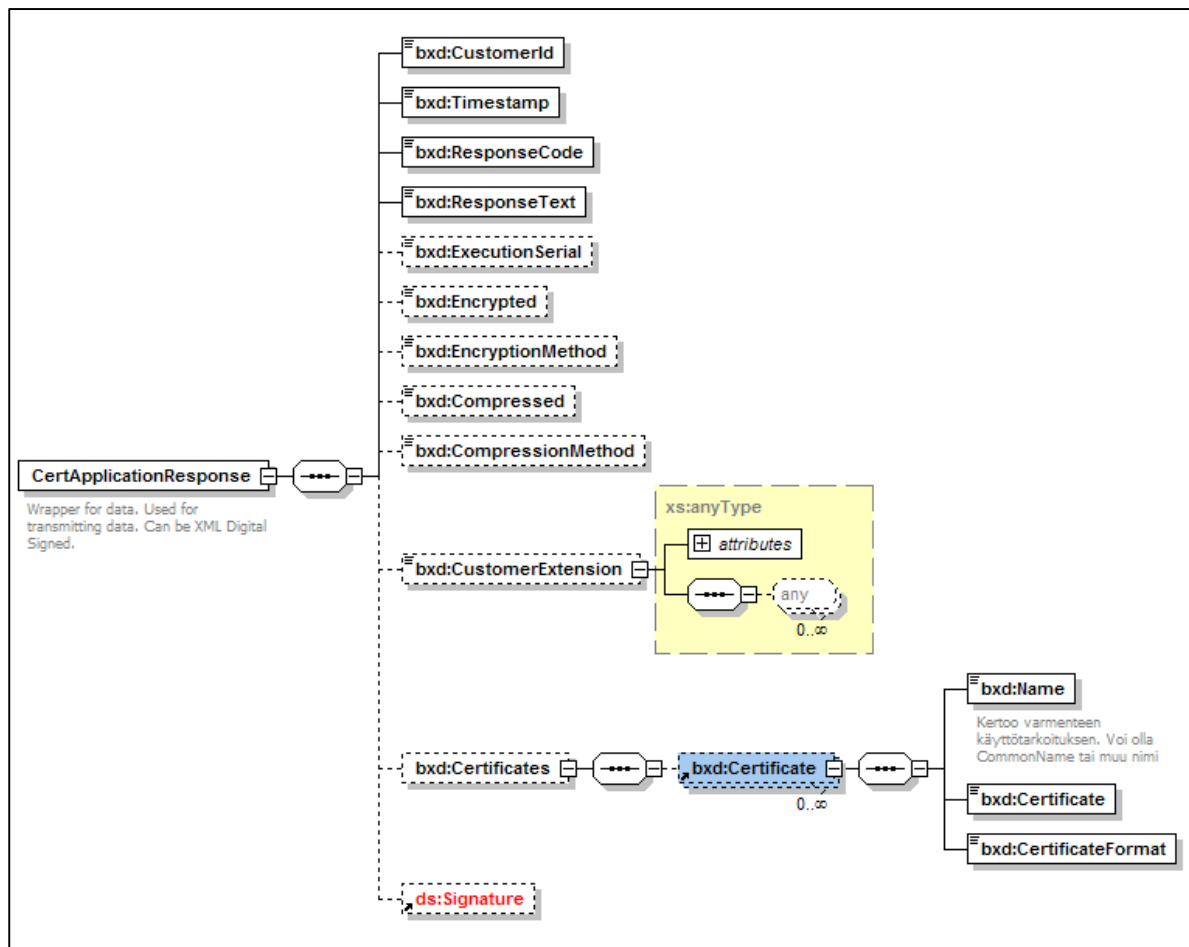 bxd:CustomerId
bxd:Timestamp
bxd:ResponseCode
bxd:ResponseText
bxd:ExecutionSerial
bxd:Encrypted
bxd:EncryptionMethod
bxd:Compressed
bxd:CompressionMethod
CertApplicationResponse
Wrapper for data. Used for
transmitting data. Can be XML Digital
Signed.
xs:anyType
attributes
bxd:CustomerExtension
any
0..∞
bxd:Name
Kertoo varmenteen
käyttötarkoituksen. Voi olla
CommonName tai muu nimi
bxd:Certificates
bxd:Certificate
0..∞
bxd:Certificate
bxd:CertificateFormat
ds:Signature